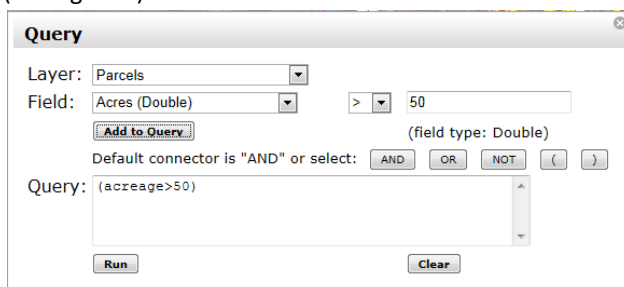 Query
Layer: Parcels
Field: Acres (Double) > 50
Add to Query (field type: Double)
Default connector is "AND" or select: AND OR NOT ( )
Query: (acreage>50)
Run Clear